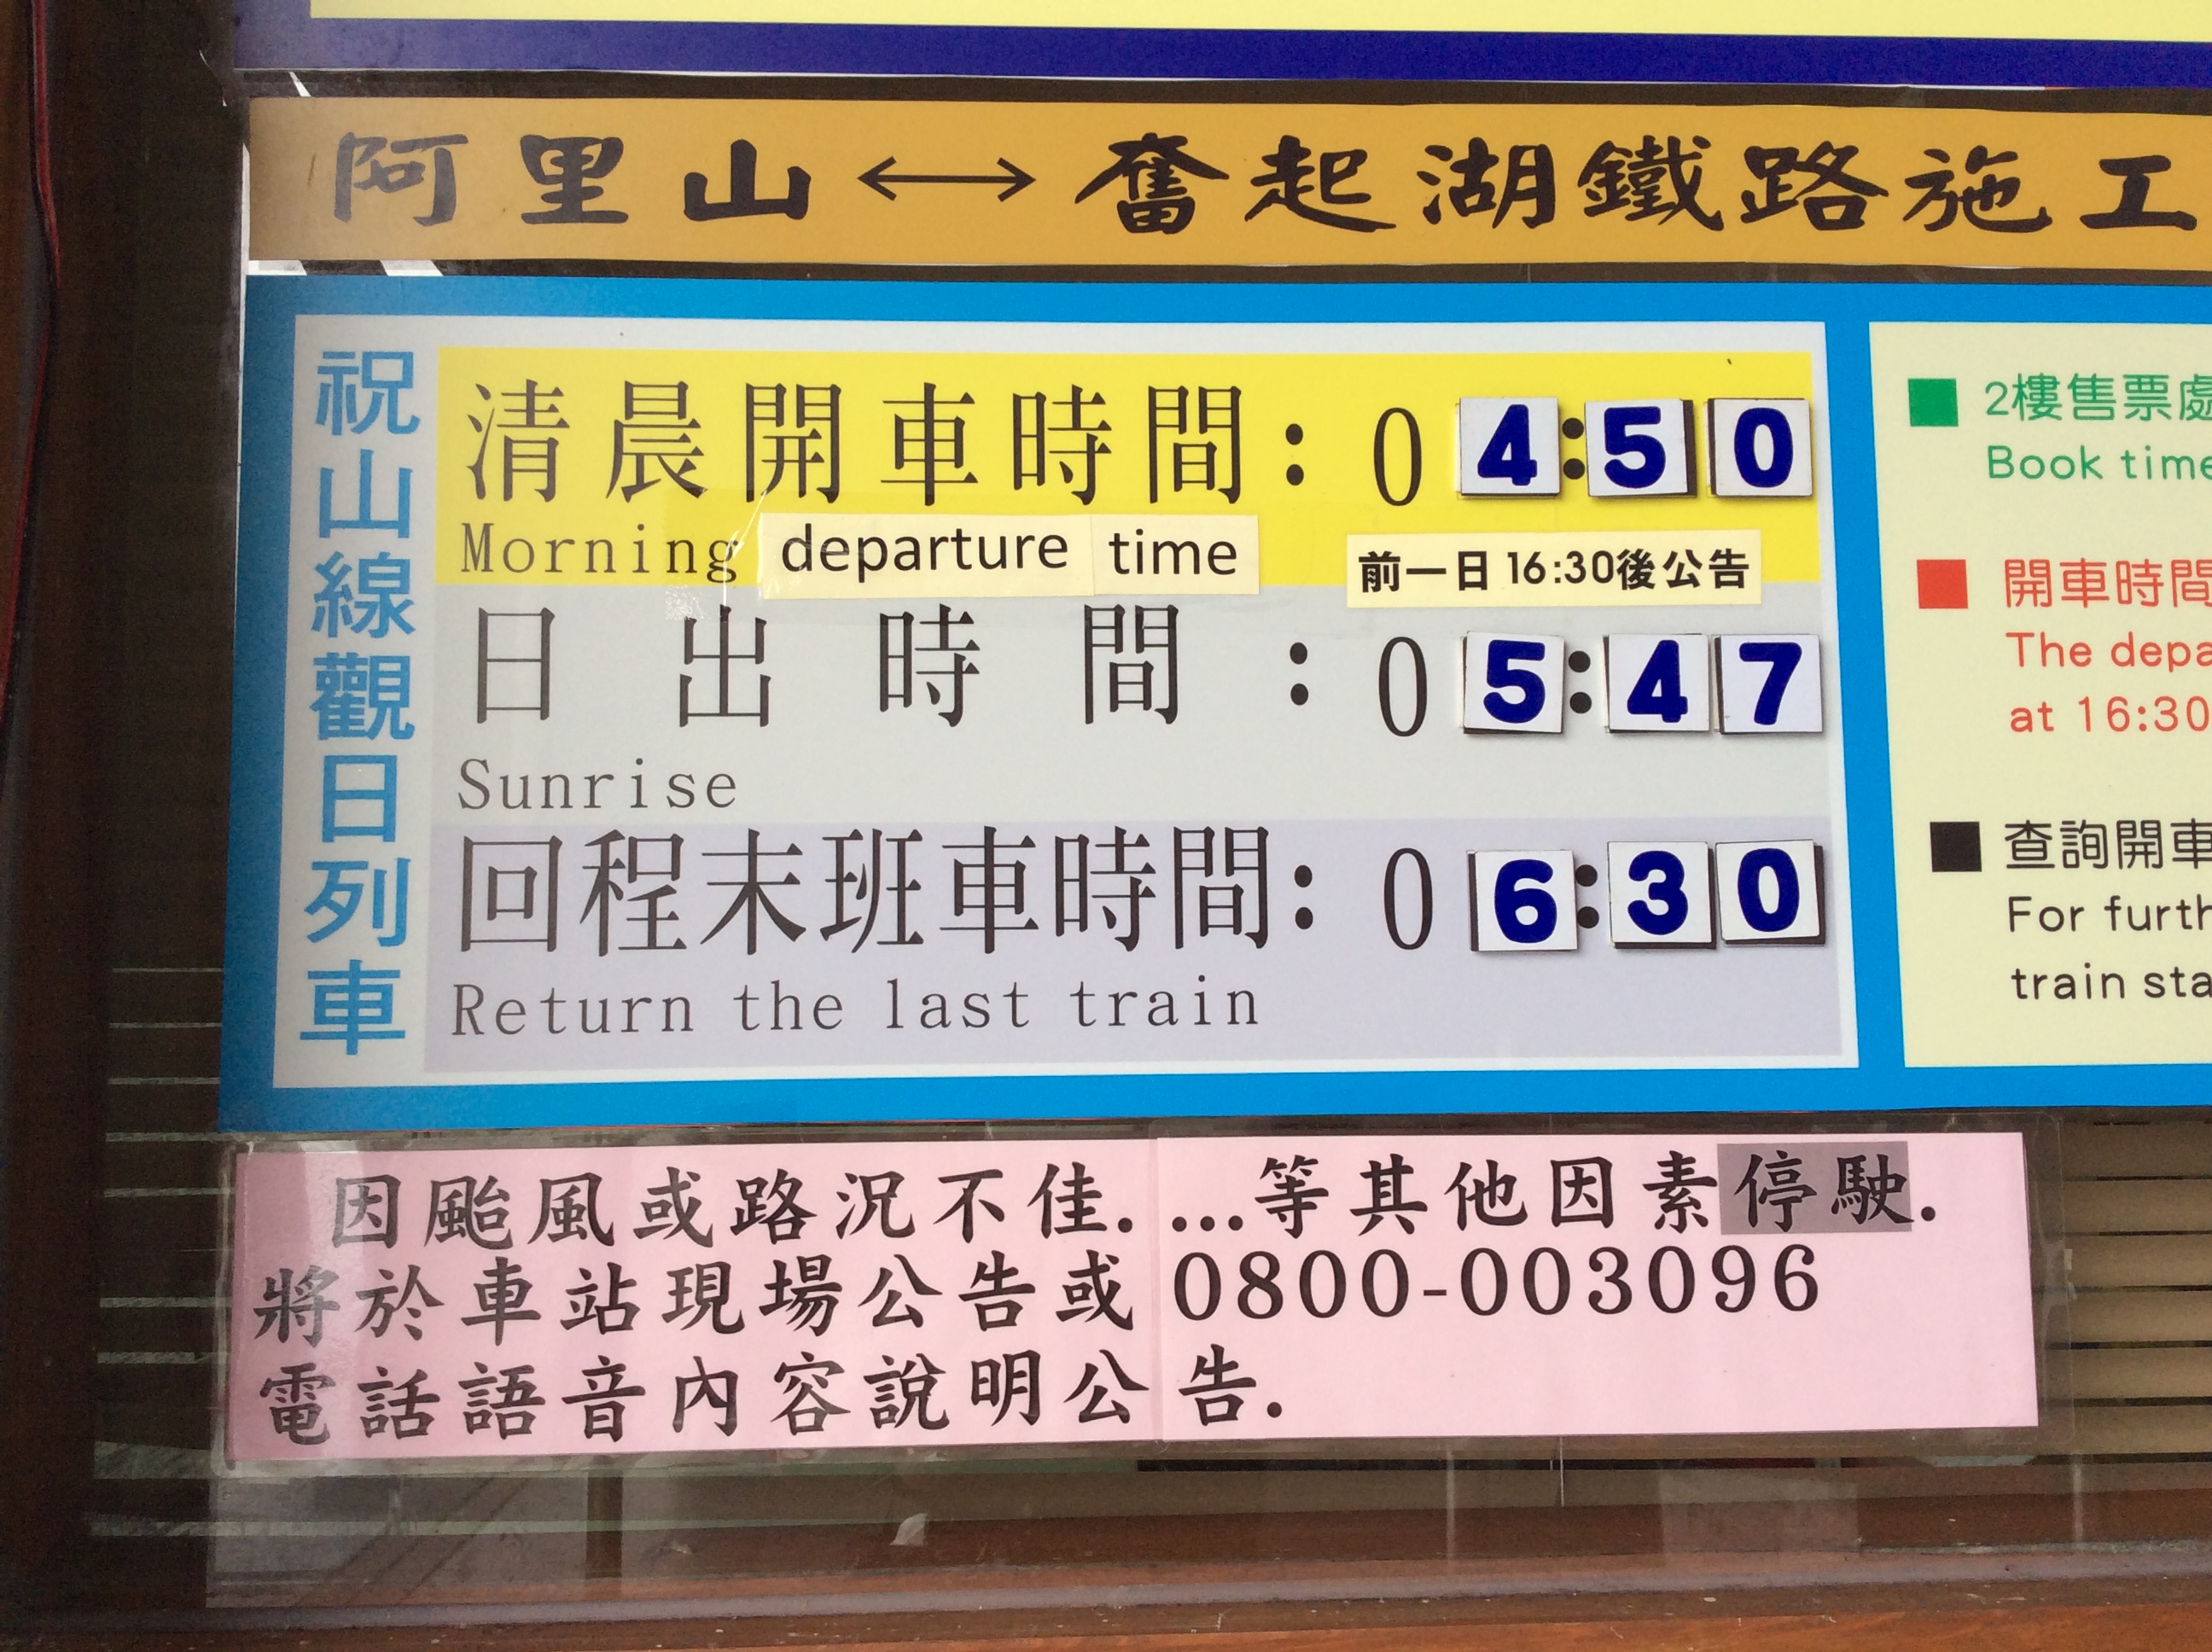 阿里山↔奮起湖鐵路施工
祝山線觀日列車
清晨開車時間: 04:50
Morning departure time
前一日16:30後公告
日出時間: 05:47
Sunrise
回程末班車時間: 06:30
Return the last train
2樓售票處
Book time
開車時間
The depa
at 16:30
查詢開車
For furth
train sta
因颱風或路況不佳....等其他因素停駛.
將於車站現場公告或0800-003096
電話語音內容說明公告.